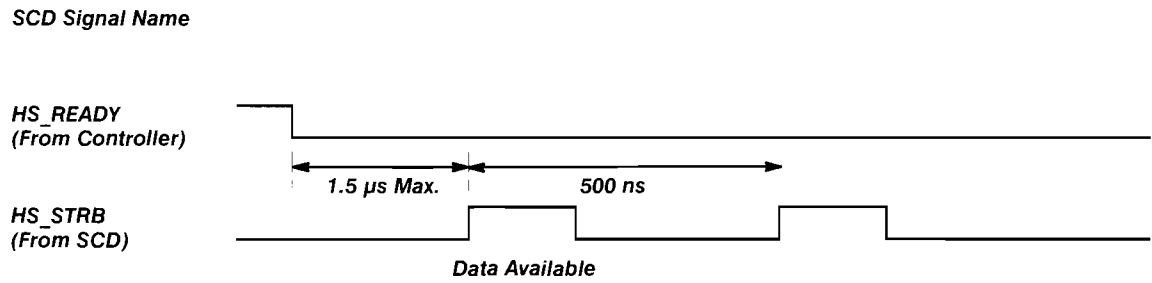 SCD Signal Name
HS_READY
(From Controller)
1.5 µs Max.
500 ns
HS_STRB
(From SCD)
Data Available